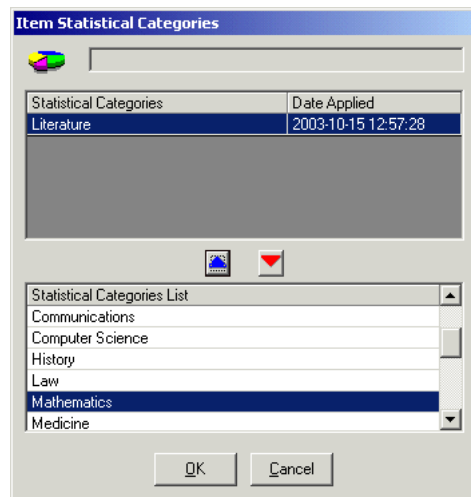 Item Statistical Categories
Statistical Categories Date Applied
Literature 2003-10-15 12:57:28
Statistical Categories List
Communications
Computer Science
History
Law
Mathematics
Medicine
OK Cancel